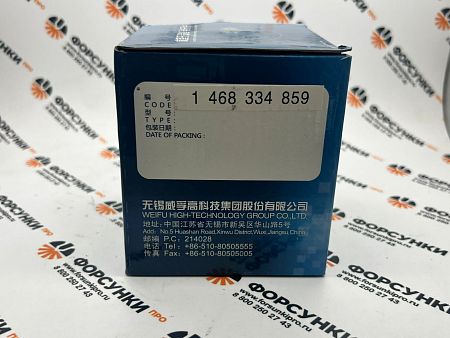 编 号
CODE: 1 468 334 859
型 号:
TYPE:
包装日期:
DATE OF PACKING:
无锡威孚高科技集团股份有限公司
WEIFU HIGH-TECHNOLOGY GROUP CO.,LTD.
地址: 中国江苏省无锡市新吴区华山路5号
Add: No.5 Huashan Road,Xinwu District,Wuxi,Jiangsu,China
邮编 P.C.: 214028
电话 Tel: +86-510-80505555
传真 Fax: +86-510-80505005
ФОРСУНКИ ПРО
www.forsunkipro.ru
8 800 250 27 43